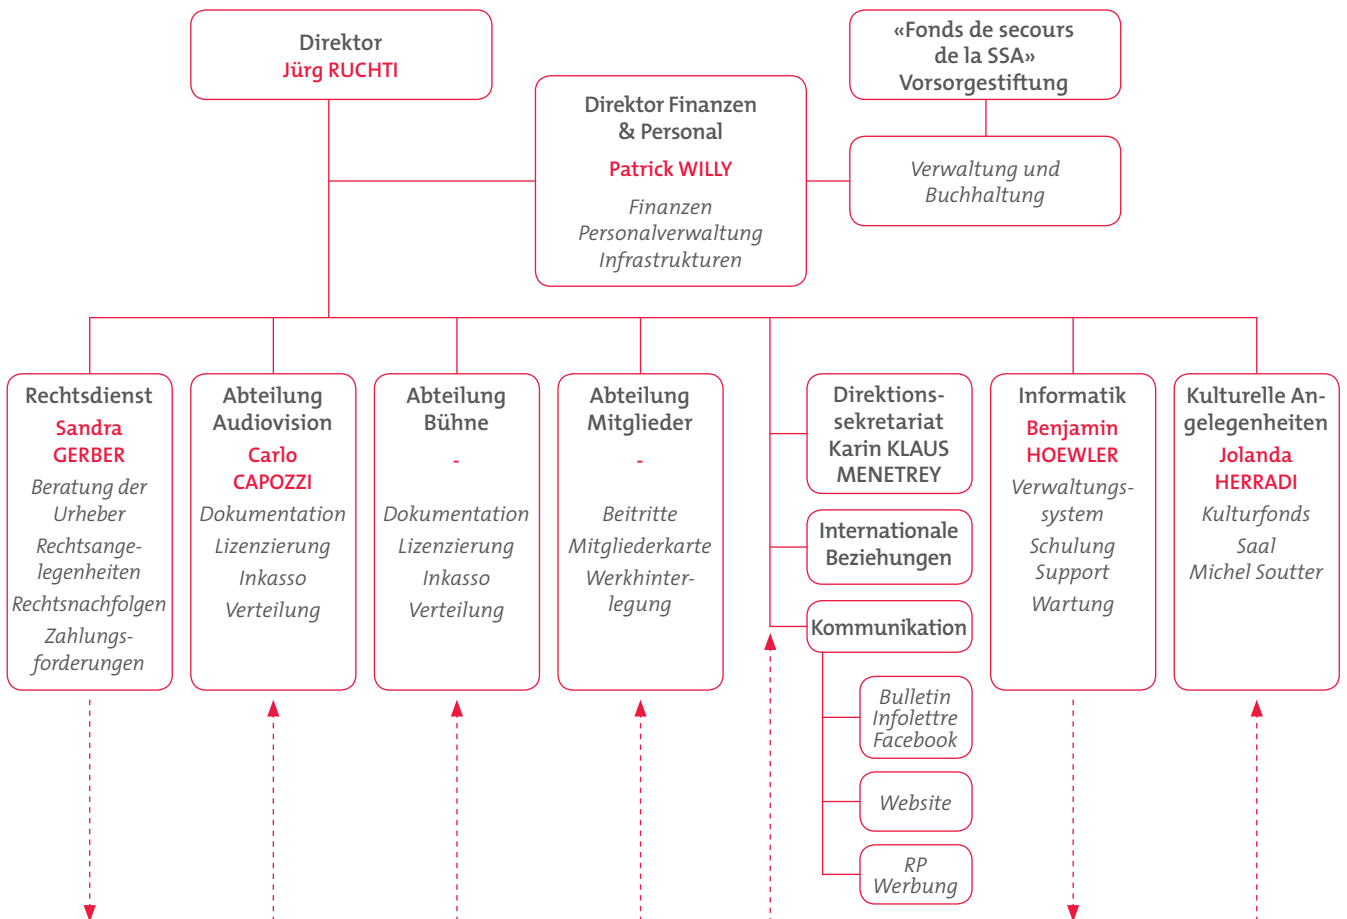 Direktor
Jürg RUCHTI
«Fonds de secours
de la SSA»
Vorsorgestiftung
Direktor Finanzen
& Personal
Patrick WILLY
Finanzen
Personalverwaltung
Infrastrukturen
Verwaltung und
Buchhaltung
Rechtsdienst
Sandra
GERBER
Beratung der
Urheber
Rechtsange-
legenheiten
Rechtsnachfolgen
Zahlungs-
forderungen
Abteilung
Audiovision
Carlo
CAPOZZI
Dokumentation
Lizenzierung
Inkasso
Verteilung
Abteilung
Bühne
-
Dokumentation
Lizenzierung
Inkasso
Verteilung
Abteilung
Mitglieder
-
Beitritte
Mitgliederkarte
Werkhinter-
legung
Direktions-
sekretariat
Karin KLAUS
MENETREY
Internationale
Beziehungen
Kommunikation
Bulletin
Infolettre
Facebook
Website
RP
Werbung
Informatik
Benjamin
HOEWLER
Verwaltungs-
system
Schulung
Support
Wartung
Kulturelle An-
gelegenheiten
Jolanda
HERRADI
Kulturfonds
Saal
Michel Soutter